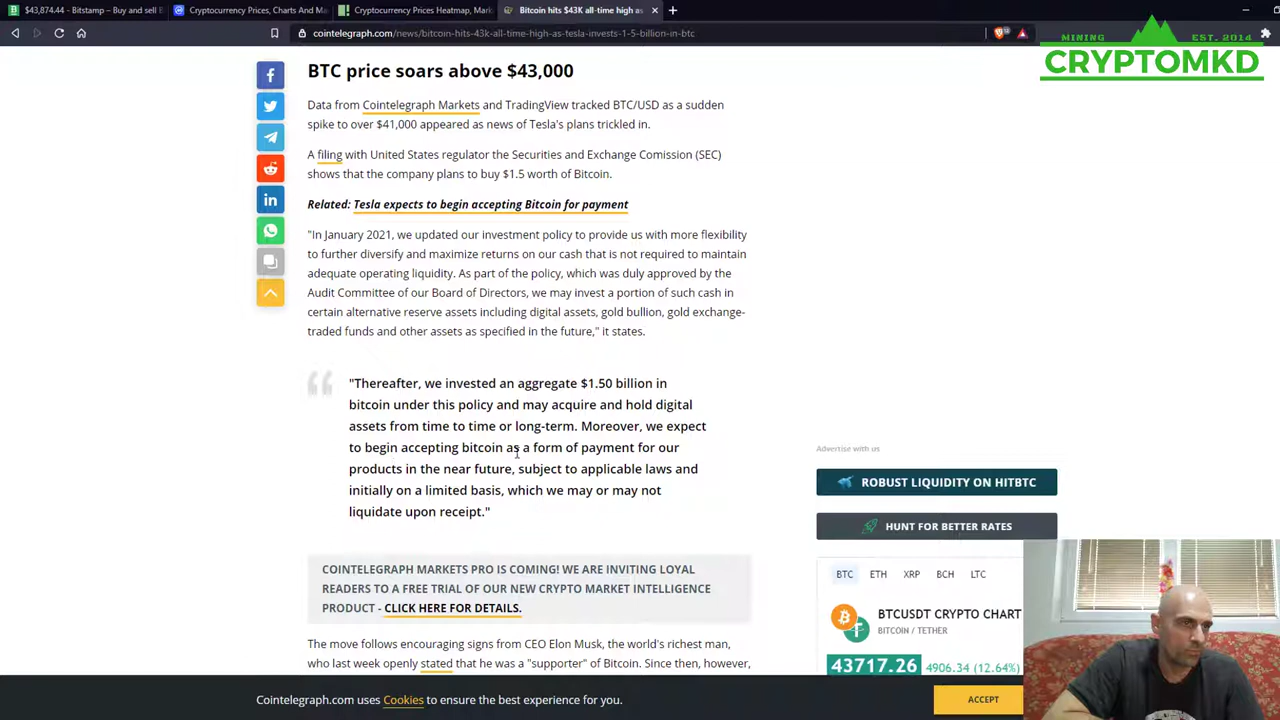 $43,874.44 - Bitstamp – Buy and sell B
Cryptocurrency Prices, Charts And Ma
Cryptocurrency Prices Heatmap, Mark
Bitcoin hits $43K all-time high as
cointelegraph.com/news/bitcoin-hits-43k-all-time-high-as-tesla-invests-1-5-billion-in-btc
MINING EST. 2014
CRYPTOMKD
BTC price soars above $43,000
Data from Cointelegraph Markets and TradingView tracked BTC/USD as a sudden
spike to over $41,000 appeared as news of Tesla's plans trickled in.
A filing with United States regulator the Securities and Exchange Comission (SEC)
shows that the company plans to buy $1.5 worth of Bitcoin.
Related: Tesla expects to begin accepting Bitcoin for payment
"In January 2021, we updated our investment policy to provide us with more flexibility
to further diversify and maximize returns on our cash that is not required to maintain
adequate operating liquidity. As part of the policy, which was duly approved by the
Audit Committee of our Board of Directors, we may invest a portion of such cash in
certain alternative reserve assets including digital assets, gold bullion, gold exchange-
traded funds and other assets as specified in the future," it states.
"Thereafter, we invested an aggregate $1.50 billion in
bitcoin under this policy and may acquire and hold digital
assets from time to time or long-term. Moreover, we expect
to begin accepting bitcoin as a form of payment for our
products in the near future, subject to applicable laws and
initially on a limited basis, which we may or may not
liquidate upon receipt."
Advertise with us
ROBUST LIQUIDITY ON HITBTC
HUNT FOR BETTER RATES
BTC ETH XRP BCH LTC
BTCUSDT CRYPTO CHART
BITCOIN / TETHER
43717.26 4906.34 (12.64%)
COINTELEGRAPH MARKETS PRO IS COMING! WE ARE INVITING LOYAL
READERS TO A FREE TRIAL OF OUR NEW CRYPTO MARKET INTELLIGENCE
PRODUCT - CLICK HERE FOR DETAILS.
The move follows encouraging signs from CEO Elon Musk, the world's richest man,
who last week openly stated that he was a "supporter" of Bitcoin. Since then, however,
Cointelegraph.com uses Cookies to ensure the best experience for you.
ACCEPT